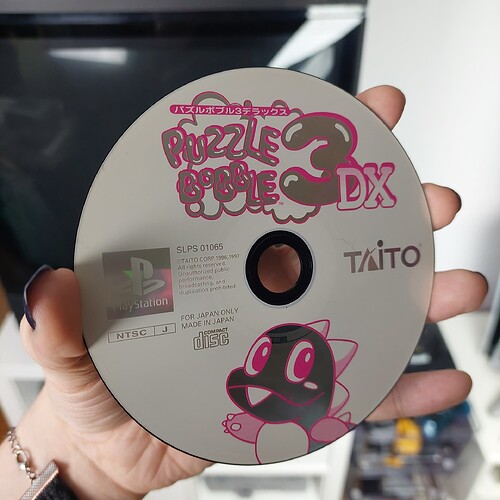 パズルボブル3デラックス
PUZZLE
BOBBLE 3
DX
TM
SLPS 01065
©TAITO CORP. 1996,1997
All rights reserved.
Unauthorized public
performance,
broadcasting, and
duplication prohibited.
TAITO®
PlayStation
NTSC J
FOR JAPAN ONLY
MADE IN JAPAN
COMPACT
disc